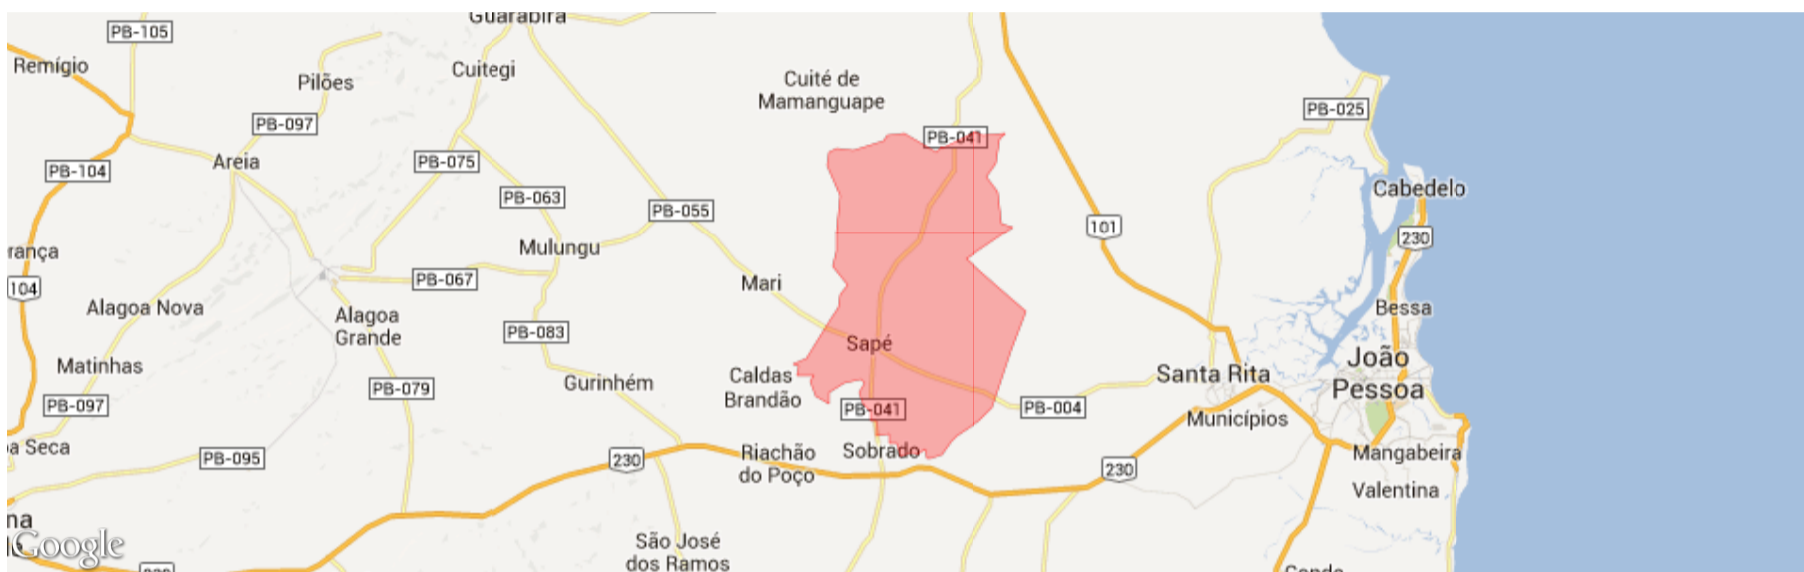 Guarabira
PB-105
Remígio
Pilões
Cuitegi
Cuité de
Mamanguape
PB-025
PB-097
PB-041
Areia
PB-075
PB-104
Cabedelo
PB-063
PB-055
101
230
Mulungu
rança
PB-067
Mari
104
Alagoa Nova
Bessa
Alagoa
Grande
PB-083
Sapé
João
Pessoa
Matinhas
Santa Rita
Caldas
Brandão
Gurinhém
PB-079
PB-097
PB-041
PB-004
Municípios
a Seca
Sobrado
Riachão
do Poço
Mangabeira
PB-095
230
230
Valentina
na
São José
dos Ramos
Google